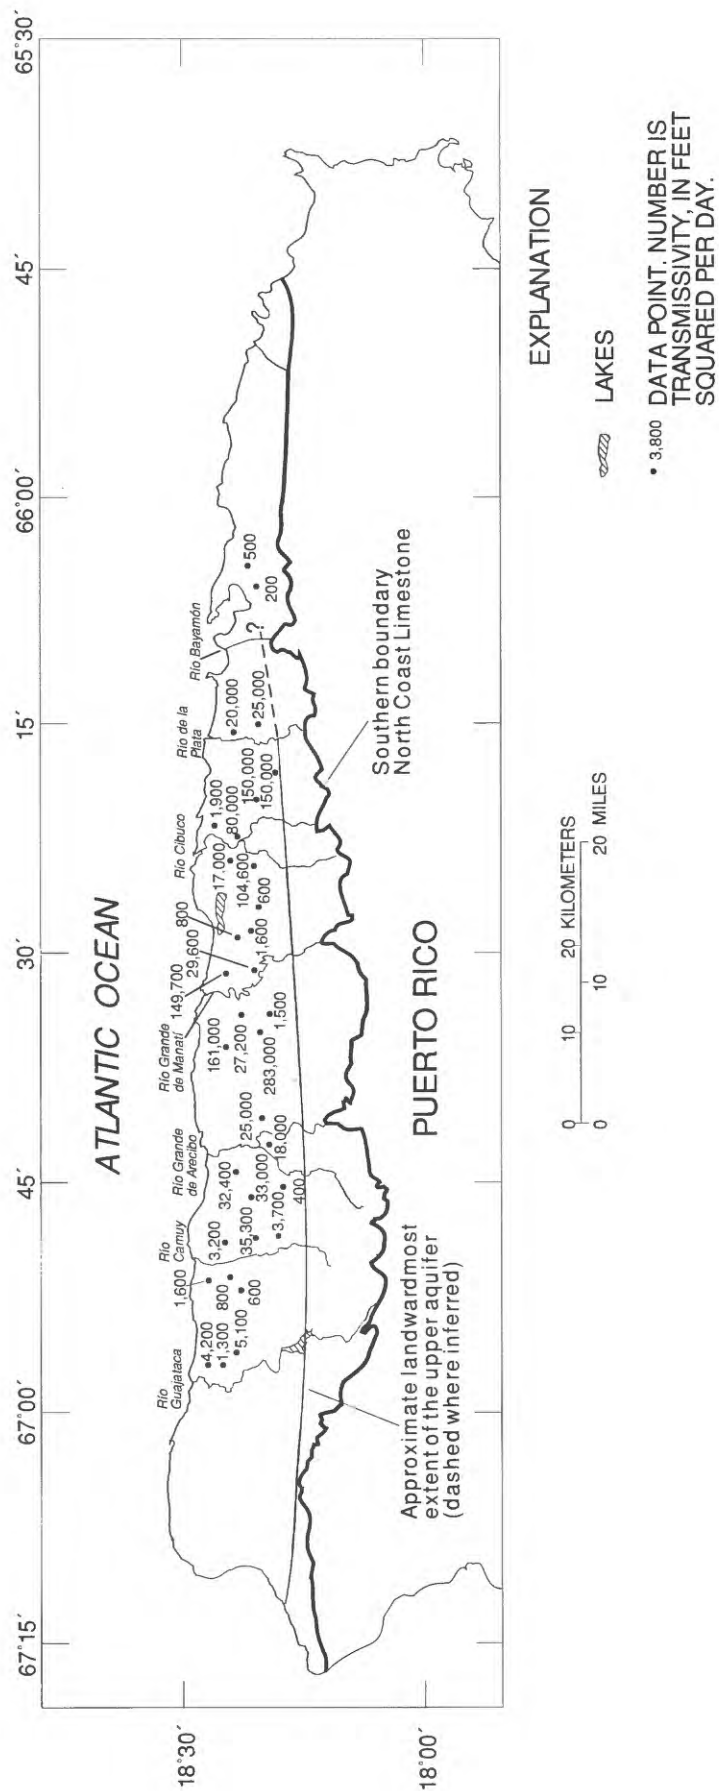 67°15′
67°00′
45′
30′
15′
66°00′
45′
65°30′
18°30′
18°00′
ATLANTIC OCEAN
PUERTO RICO
Río
Guajataca
Río
Camuy
Río Grande
de Arecibo
Río Grande
de Manatí
Río Cibuco
Río de la
Plata
Río Bayamón
4,200
1,300
5,100
1,600
800
600
3,200
35,300
3,700
32,400
33,000
400
18,000
25,000
161,000
27,200
283,000
1,500
149,700
29,600
800
1,600
600
17,000
104,600
1,900
80,000
150,000
150,000
20,000
25,000
?
200
500
Approximate landwardmost
extent of the upper aquifer
(dashed where inferred)
Southern boundary
North Coast Limestone
0 10 20 KILOMETERS
0 10 20 MILES
EXPLANATION
LAKES
3,800 DATA POINT. NUMBER IS
TRANSMISSIVITY, IN FEET
SQUARED PER DAY.